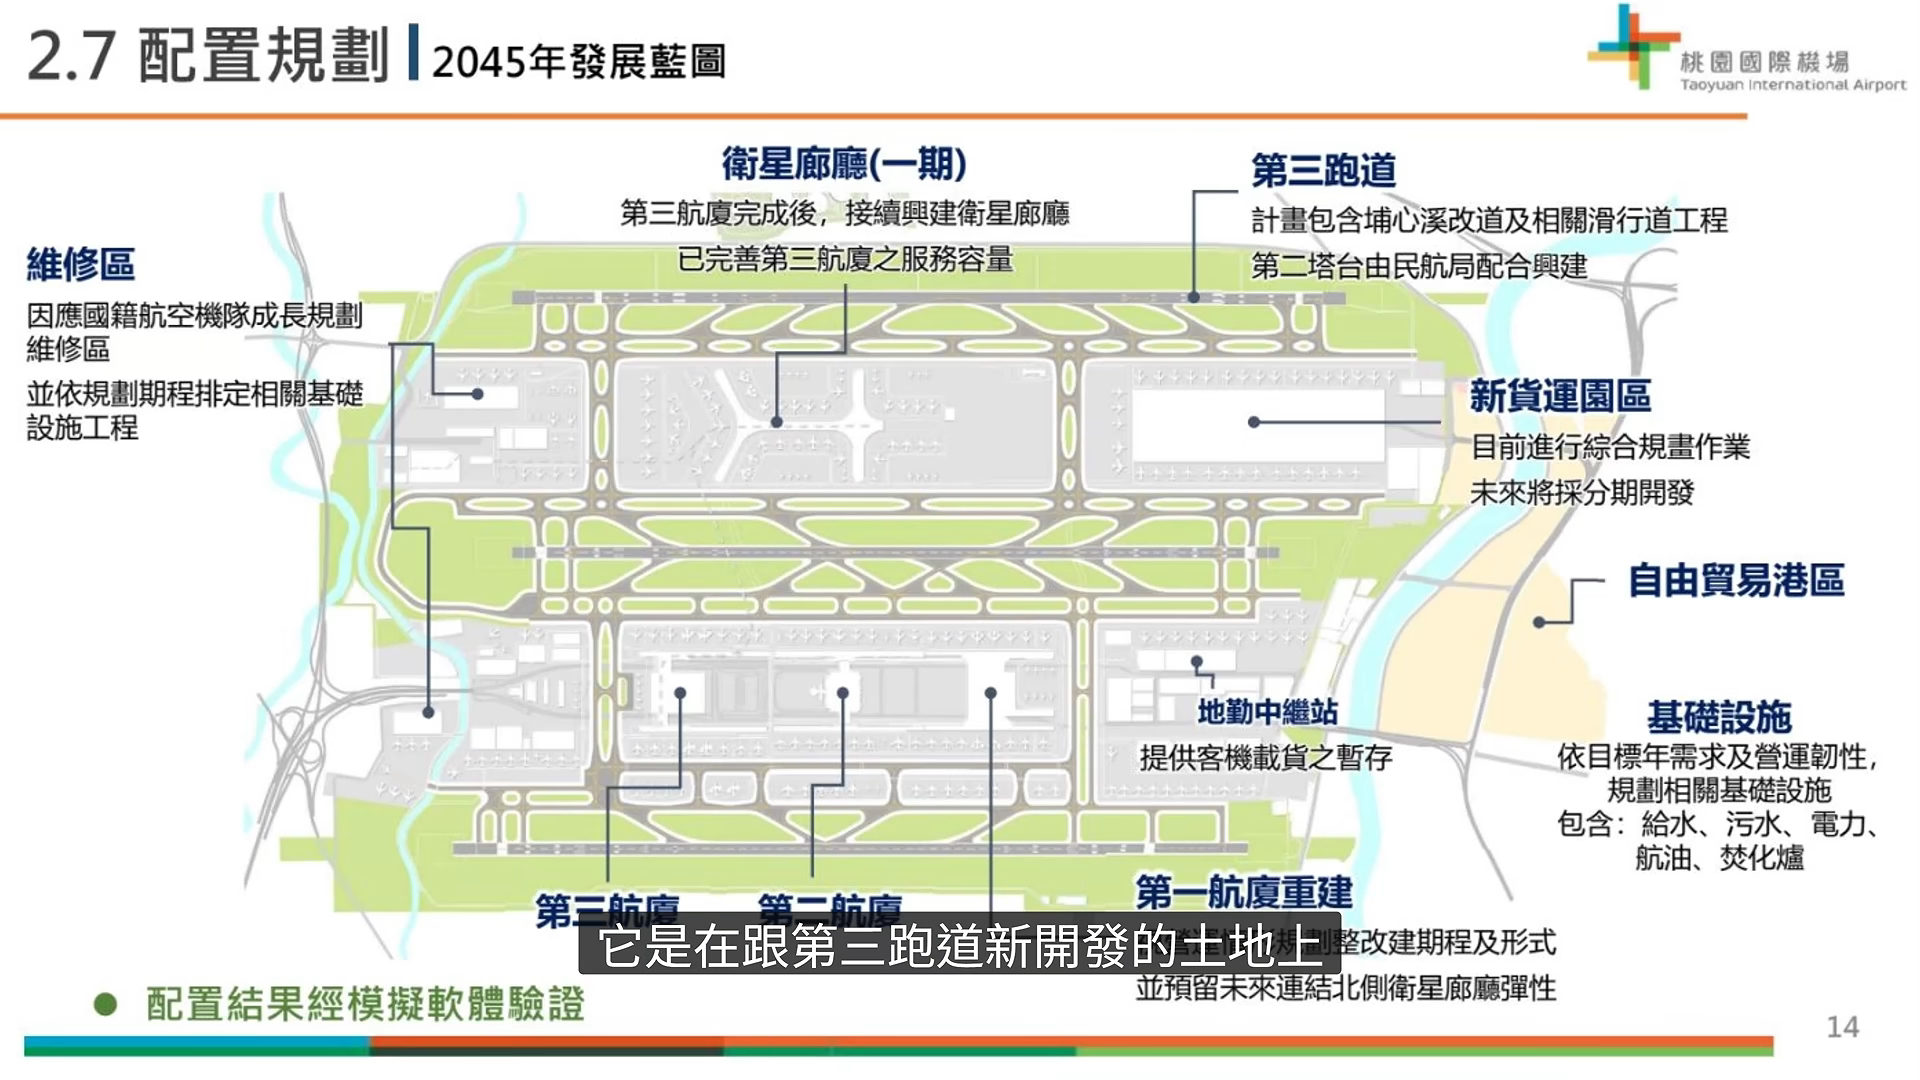 2.7 配置規劃 2045年發展藍圖
桃園國際機場
Taoyuan International Airport
衛星廊廳(一期)
第三航廈完成後，接續興建衛星廊廳
已完善第三航廈之服務容量
第三跑道
計畫包含埔心溪改道及相關滑行道工程
第二塔台由民航局配合興建
維修區
因應國籍航空機隊成長規劃
維修區
並依規劃期程排定相關基礎
設施工程
新貨運園區
目前進行綜合規畫作業
未來將採分期開發
自由貿易港區
地勤中繼站
提供客機載貨之暫存
基礎設施
依目標年需求及營運韌性，
規劃相關基礎設施
包含：給水、污水、電力、
航油、焚化爐
第三航廈
第二航廈
第一航廈重建
規劃整改建期程及形式
並預留未來連結北側衛星廊廳彈性
它是在跟第三跑道新開發的土地上
配置結果經模擬軟體驗證
14